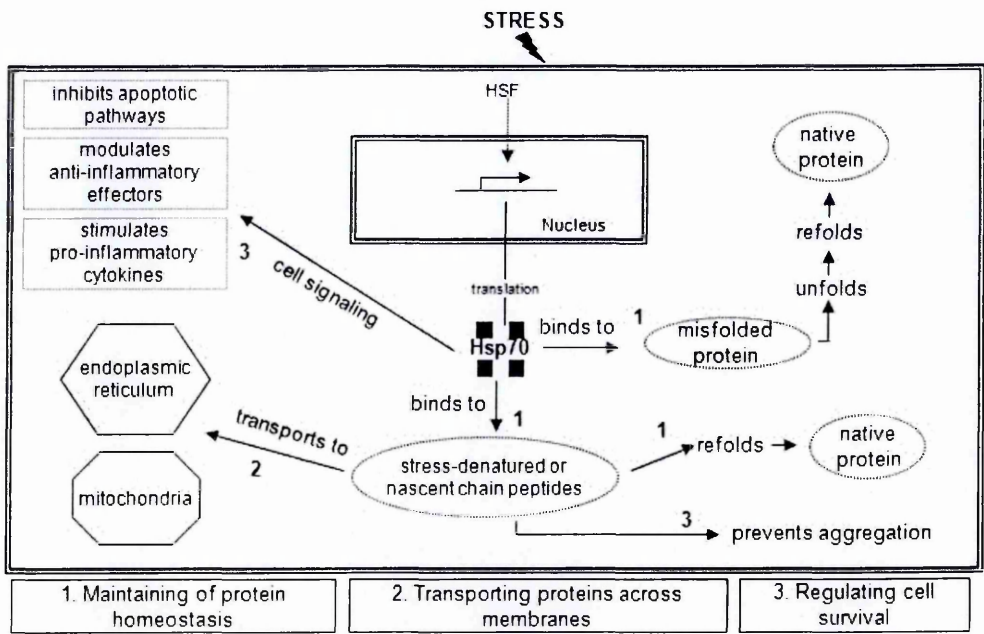 STRESS
HSF
inhibits apoptotic
pathways
modulates
anti-inflammatory
effectors
stimulates
pro-inflammatory
cytokines
Nucleus
native
protein
refolds
unfolds
3
cell signaling
translation
Hsp70
binds to
1
misfolded
protein
endoplasmic
reticulum
binds to
1
transports to
2
mitochondria
stress-denatured or
nascent chain peptides
1
refolds
native
protein
3
prevents aggregation
1. Maintaining of protein
homeostasis
2. Transporting proteins across
membranes
3. Regulating cell
survival